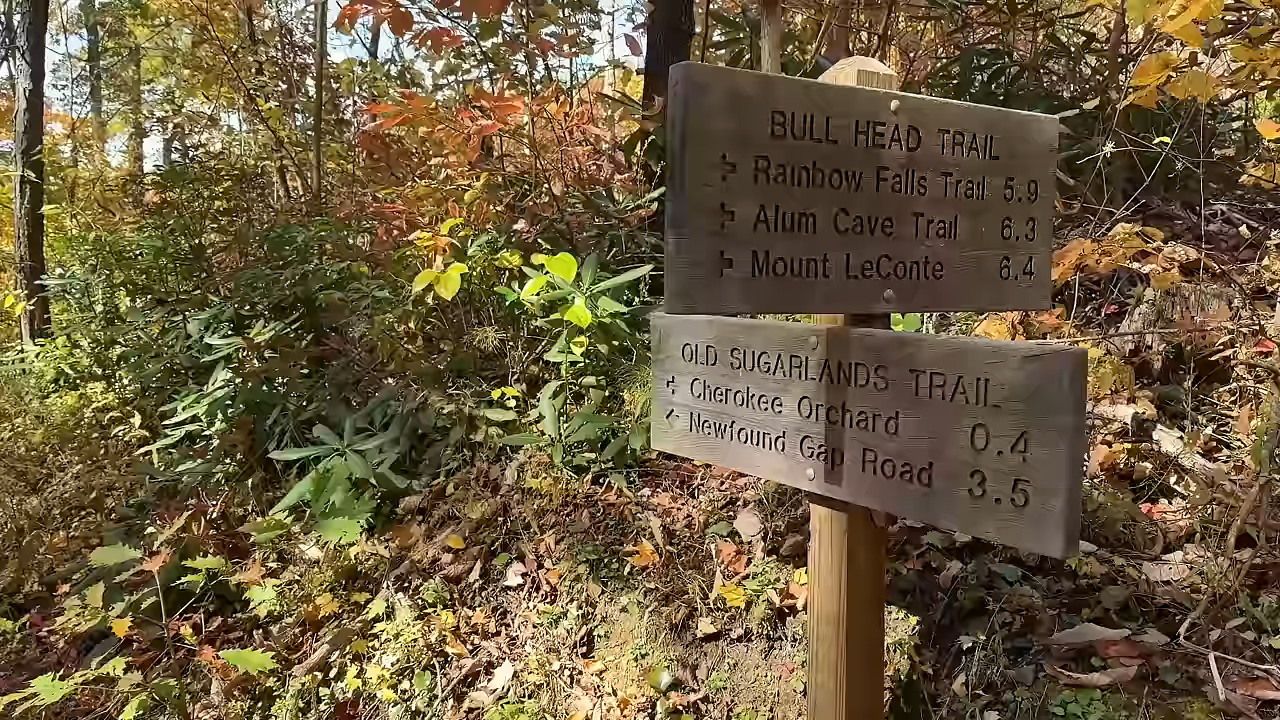 BULL HEAD TRAIL
Rainbow Falls Trail 5.9
Alum Cave Trail 6.3
Mount LeConte 6.4
OLD SUGARLANDS TRAIL
Cherokee Orchard 0.4
Newfound Gap Road 3.5